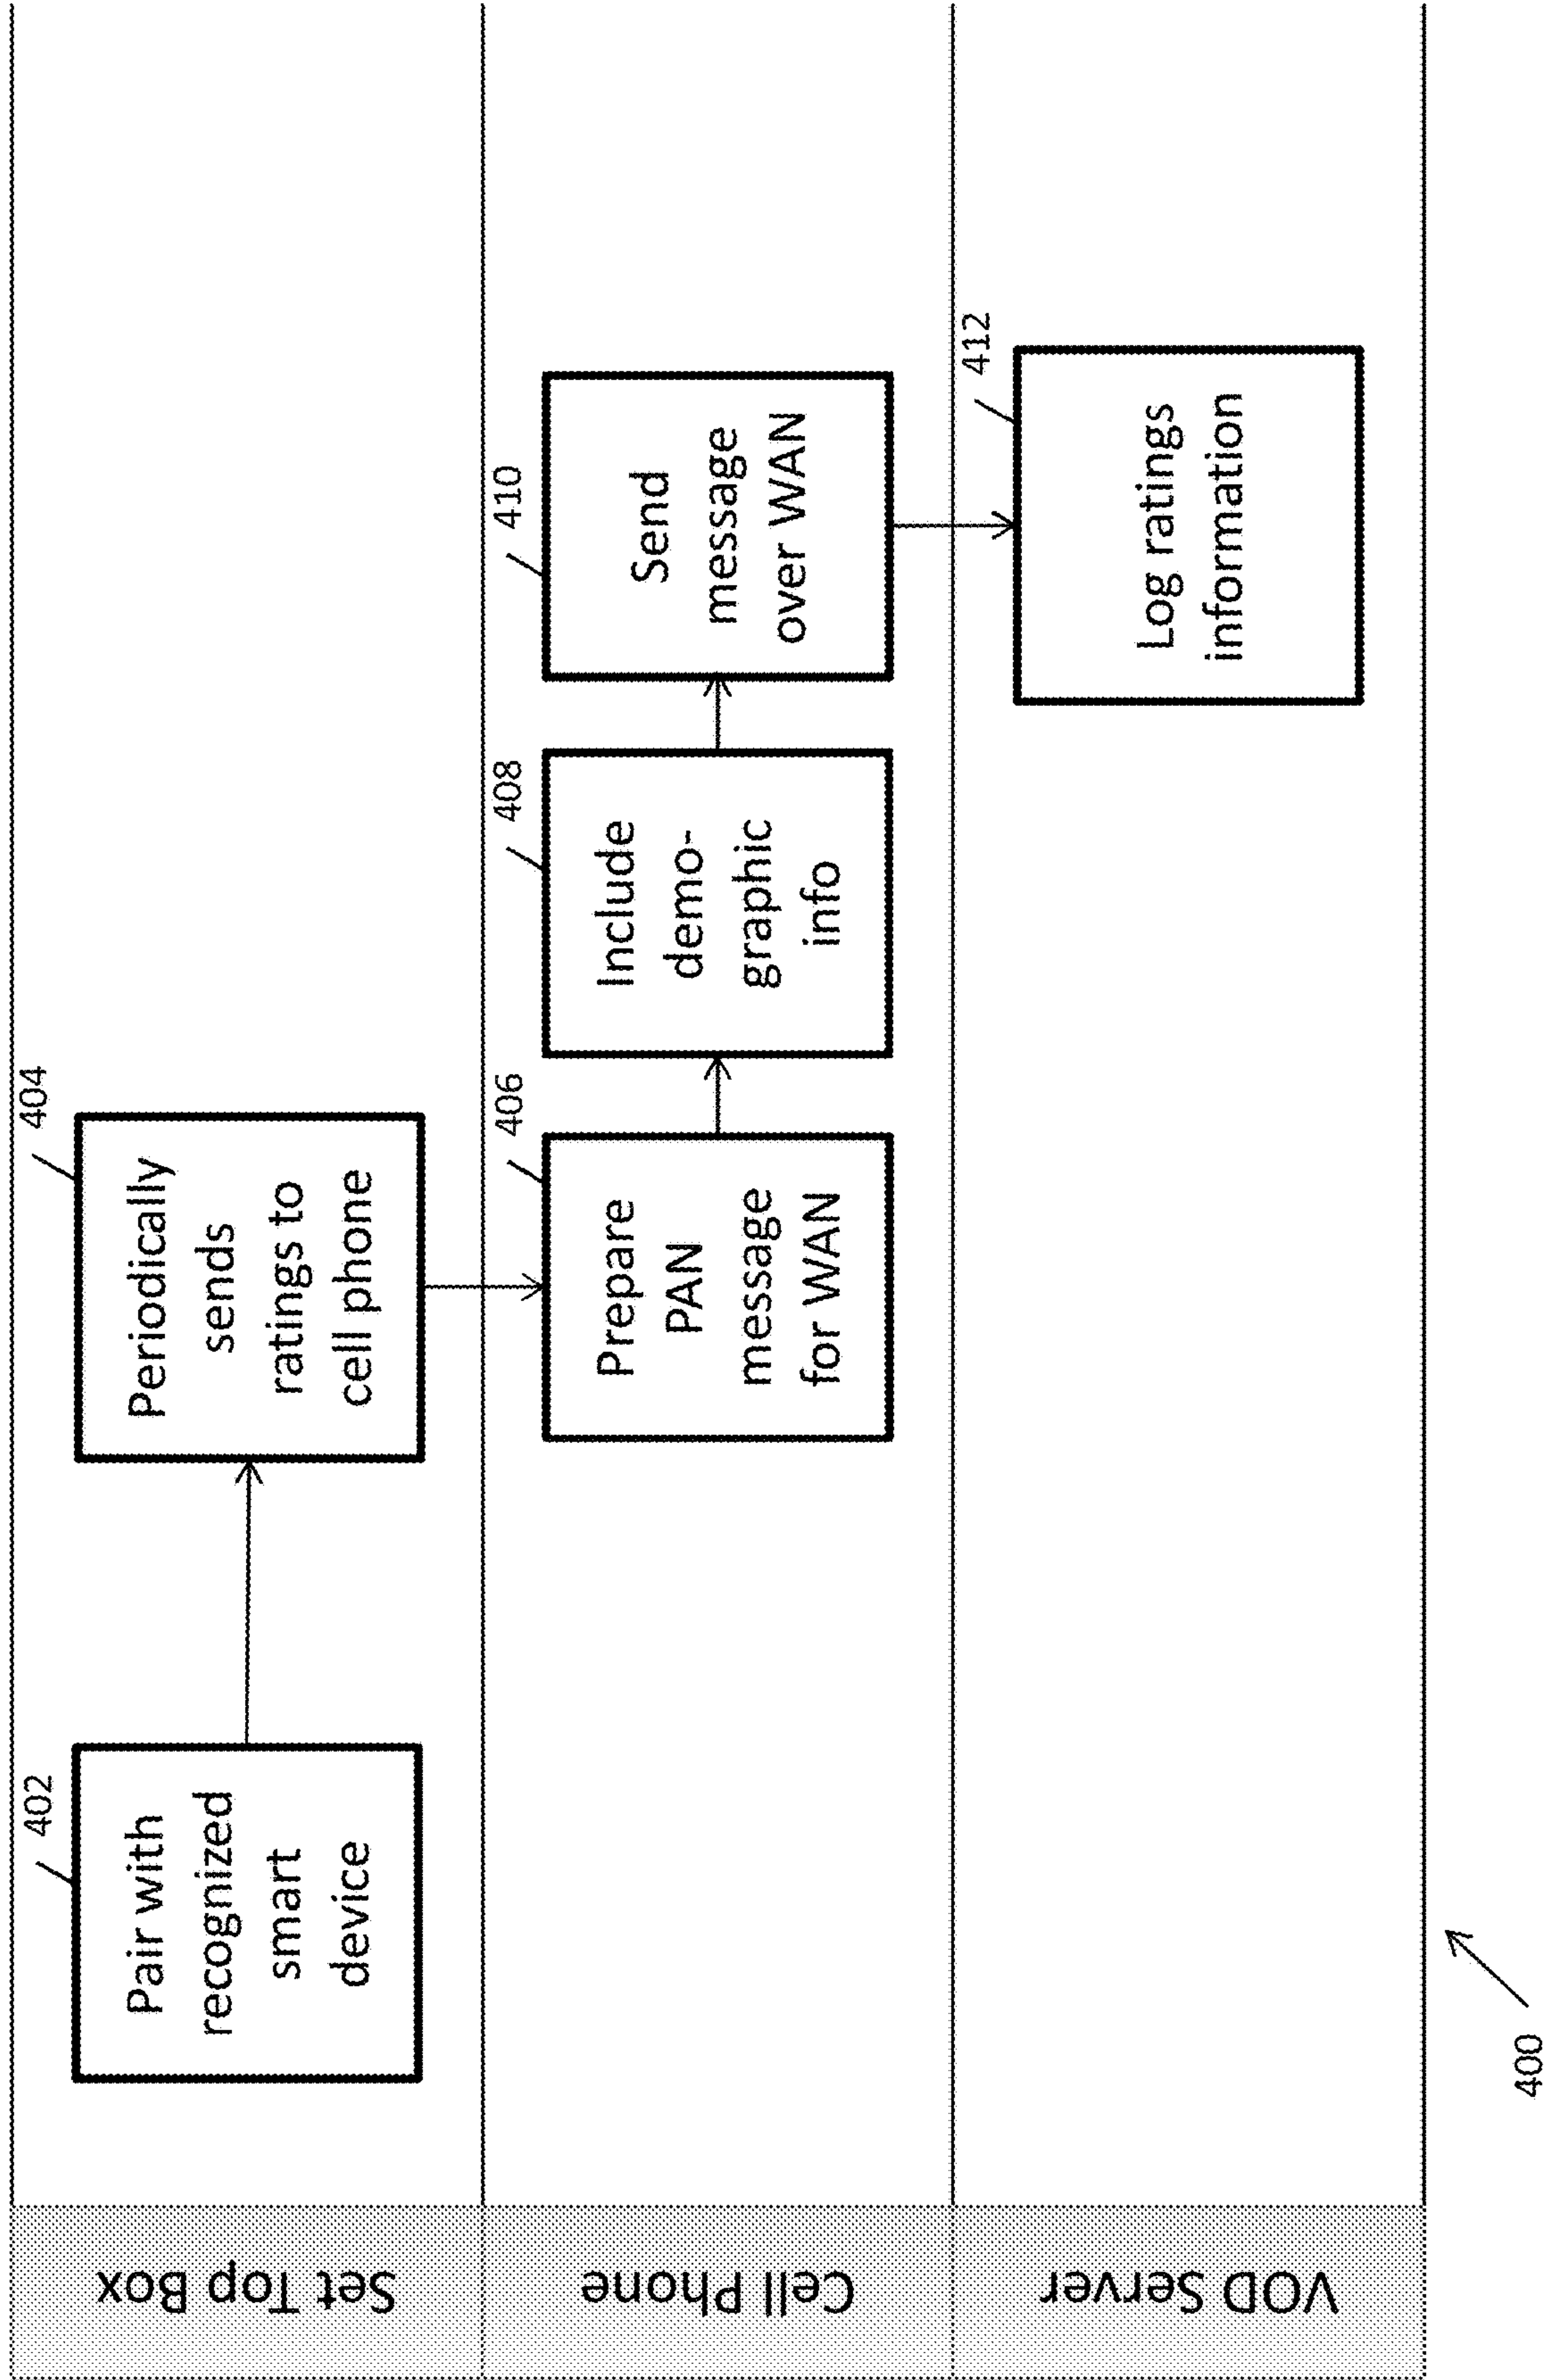 Set Top Box
402
Pair with
recognized
smart
device
404
Periodically
sends
ratings to
cell phone
Cell Phone
406
Prepare
PAN
message
for WAN
408
Include
demo-
graphic
info
410
Send
message
over WAN
VOD Server
412
Log ratings
information
400